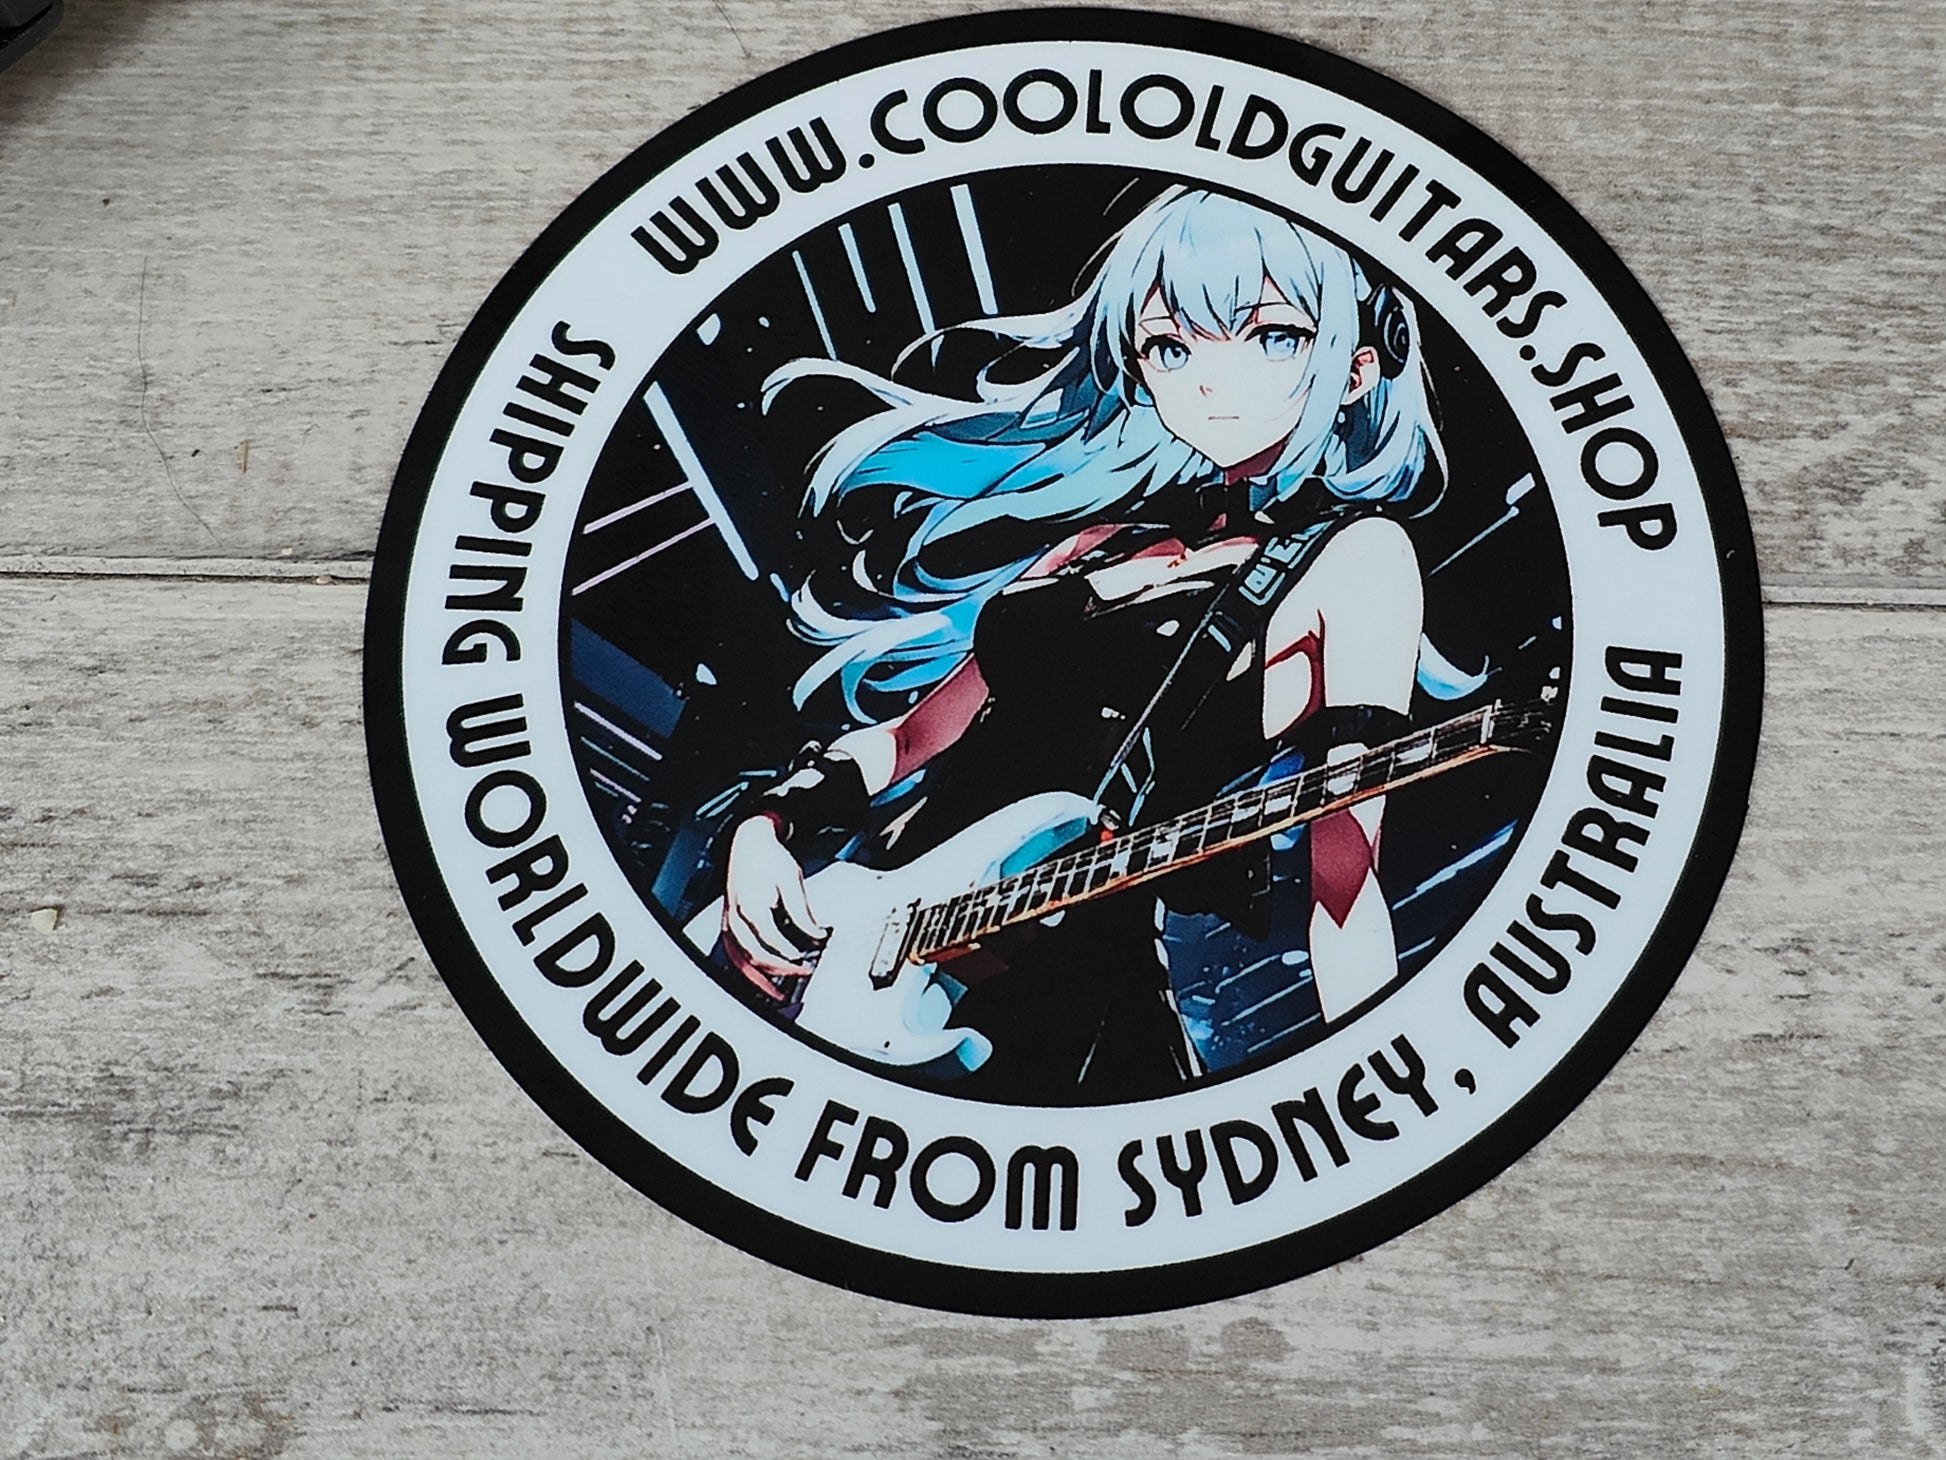 WWW.COOLOLDGUITARS.SHOP
SHIPPING WORLDWIDE FROM SYDNEY, AUSTRALIA